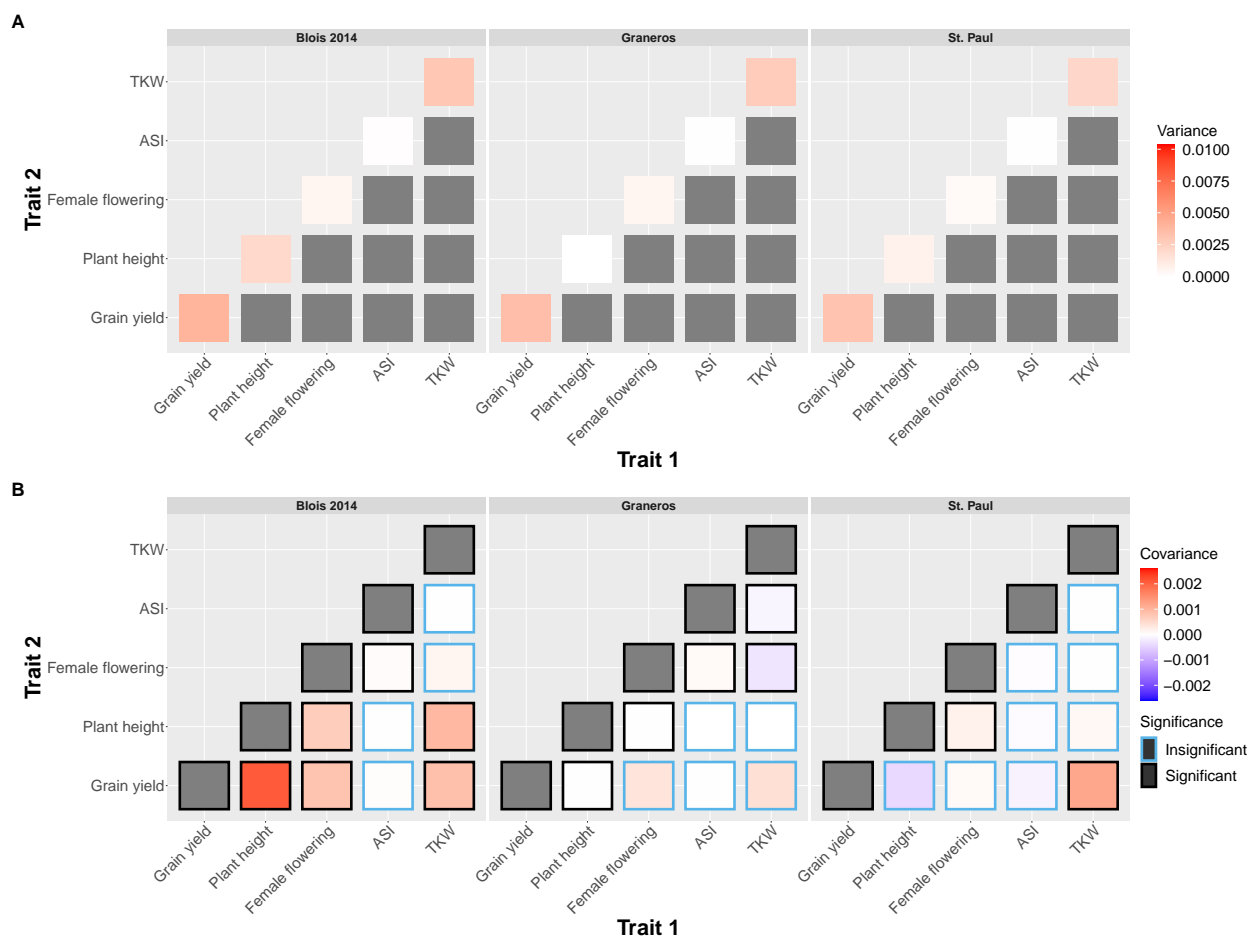 A
Blois 2014
Graneros
St. Paul
TKW
ASI
Female flowering
Plant height
Grain yield
Trait 2
Grain yield
Plant height
Female flowering
ASI
TKW
Grain yield
Plant height
Female flowering
ASI
TKW
Grain yield
Plant height
Female flowering
ASI
TKW
Trait 1
Variance
0.0100
0.0075
0.0050
0.0025
0.0000
B
Blois 2014
Graneros
St. Paul
TKW
ASI
Female flowering
Plant height
Grain yield
Trait 2
Grain yield
Plant height
Female flowering
ASI
TKW
Grain yield
Plant height
Female flowering
ASI
TKW
Grain yield
Plant height
Female flowering
ASI
TKW
Trait 1
Covariance
0.002
0.001
0.000
−0.001
−0.002
Significance
Insignificant
Significant